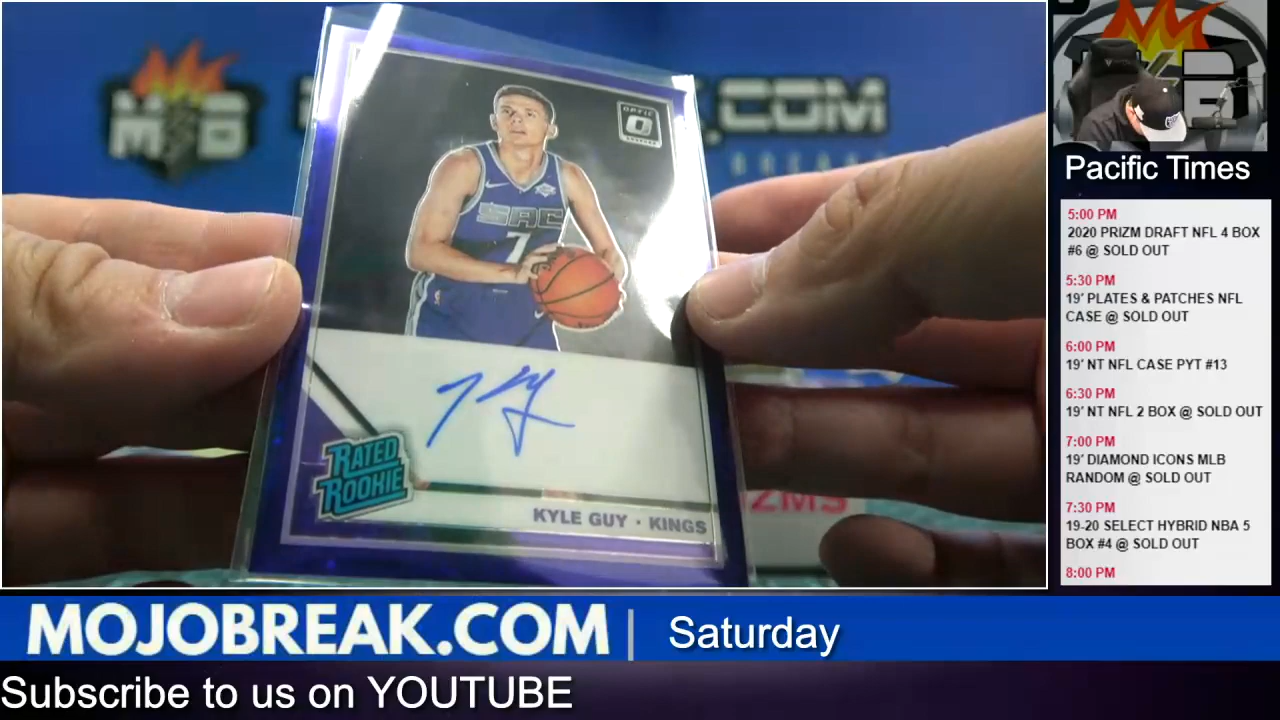 .COM
OPTIC
SAC
7
RATED
ROOKIE
KYLE GUY · KINGS
Pacific Times
5:00 PM
2020 PRIZM DRAFT NFL 4 BOX
#6 @ SOLD OUT
5:30 PM
19' PLATES & PATCHES NFL
CASE @ SOLD OUT
6:00 PM
19' NT NFL CASE PYT #13
6:30 PM
19' NT NFL 2 BOX @ SOLD OUT
7:00 PM
19' DIAMOND ICONS MLB
RANDOM @ SOLD OUT
7:30 PM
19-20 SELECT HYBRID NBA 5
BOX #4 @ SOLD OUT
8:00 PM
MOJOBREAK.COM | Saturday
Subscribe to us on YOUTUBE